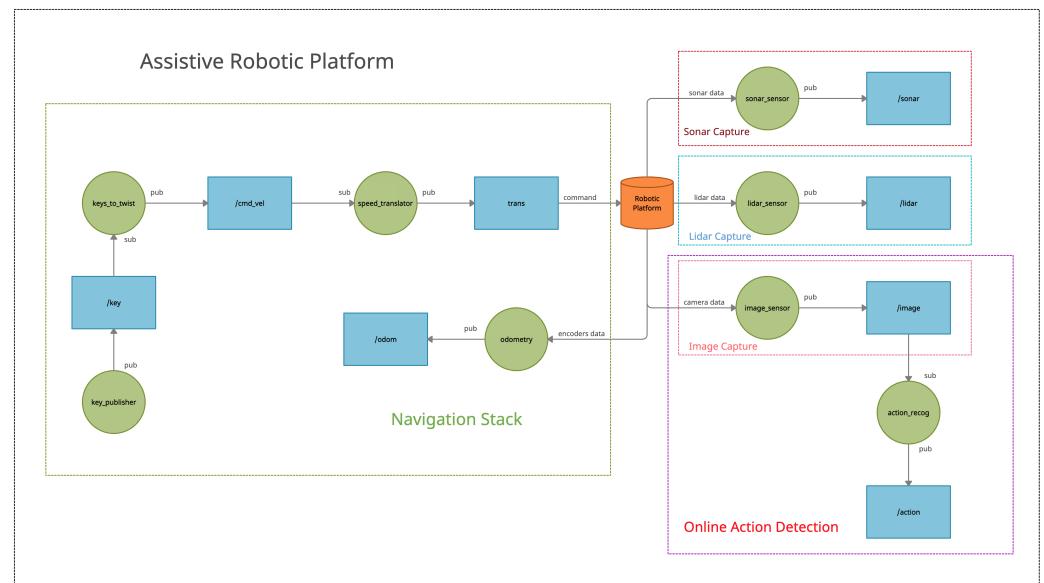 Assistive Robotic Platform
sonar data
sonar_sensor
pub
/sonar
Sonar Capture
keys_to_twist
pub
/cmd_vel
sub
speed_translator
pub
trans
command
Robotic
Platform
lidar data
lidar_sensor
pub
/lidar
Lidar Capture
sub
/key
pub
key_publisher
/odom
pub
odometry
encoders data
Navigation Stack
camera data
image_sensor
pub
/image
Image Capture
sub
action_recog
pub
/action
Online Action Detection